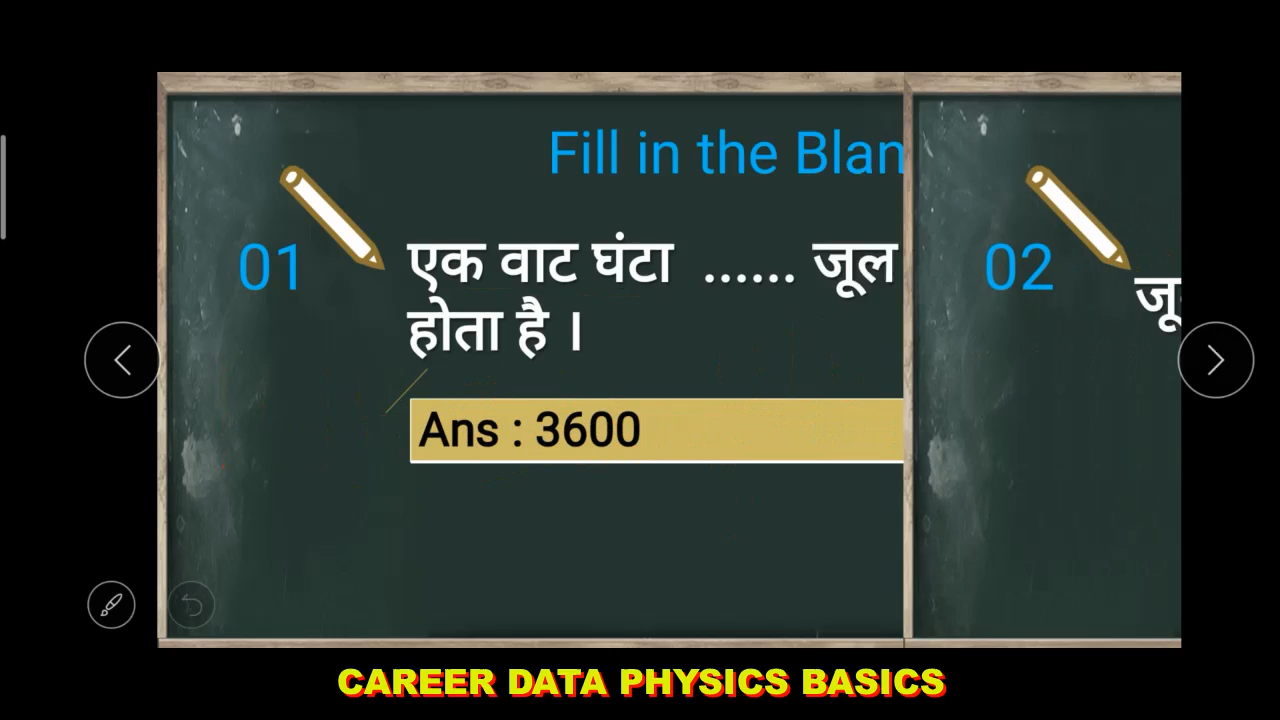 Fill in the Blan
01
एक वाट घंटा ...... जूल
होता है ।
Ans : 3600
02
जू
CAREER DATA PHYSICS BASICS